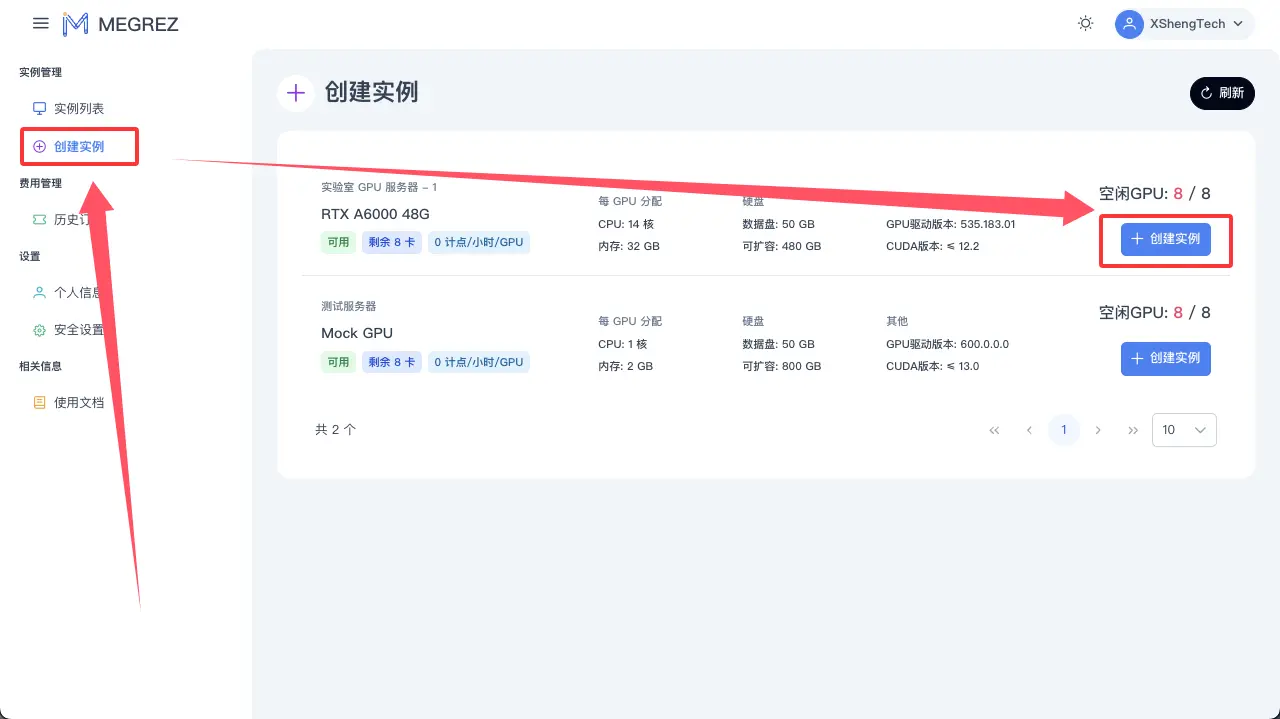 MEGREZ
XShengTech
实例管理
实例列表
创建实例
费用管理
历史订
设置
个人信息
安全设置
相关信息
使用文档
创建实例
刷新
实验室 GPU 服务器 – 1
RTX A6000 48G
可用 剩余 8 卡 0 计点/小时/GPU
每 GPU 分配
CPU: 14 核
内存: 32 GB
硬盘
数据盘: 50 GB
可扩容: 480 GB
GPU驱动版本: 535.183.01
CUDA版本: ≤ 12.2
空闲GPU: 8 / 8
创建实例
测试服务器
Mock GPU
可用 剩余 8 卡 0 计点/小时/GPU
每 GPU 分配
CPU: 1 核
内存: 2 GB
硬盘
数据盘: 50 GB
可扩容: 800 GB
其他
GPU驱动版本: 600.0.0.0
CUDA版本: ≤ 13.0
空闲GPU: 8 / 8
创建实例
共 2 个
1
10